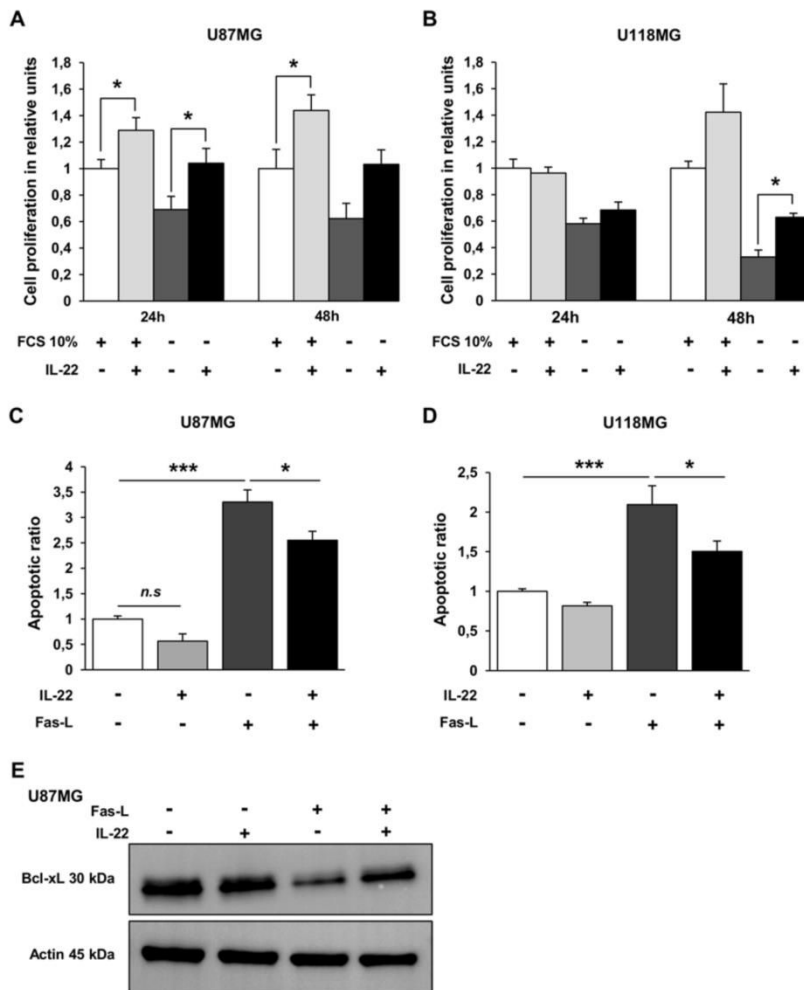 A
U87MG
Cell proliferation in relative units
1,8
1,6
1,4
1,2
1
0,8
0,6
0,4
0,2
0
* * *
24h 48h
FCS 10% + + - - + + - -
IL-22 - + - + - + - +
B
U118MG
Cell proliferation in relative units
1,8
1,6
1,4
1,2
1
0,8
0,6
0,4
0,2
0
*
24h 48h
FCS 10% + + - - + + - -
IL-22 - + - + - + - +
C
U87MG
Apoptotic ratio
4
3,5
3
2,5
2
1,5
1
0,5
0
*** *
n.s
IL-22 - + - +
Fas-L - - + +
D
U118MG
Apoptotic ratio
2,5
2
1,5
1
0,5
0
*** *
IL-22 - + - +
Fas-L - - + +
E
U87MG
Fas-L - - + +
IL-22 - + - +
Bcl-xL 30 kDa
Actin 45 kDa